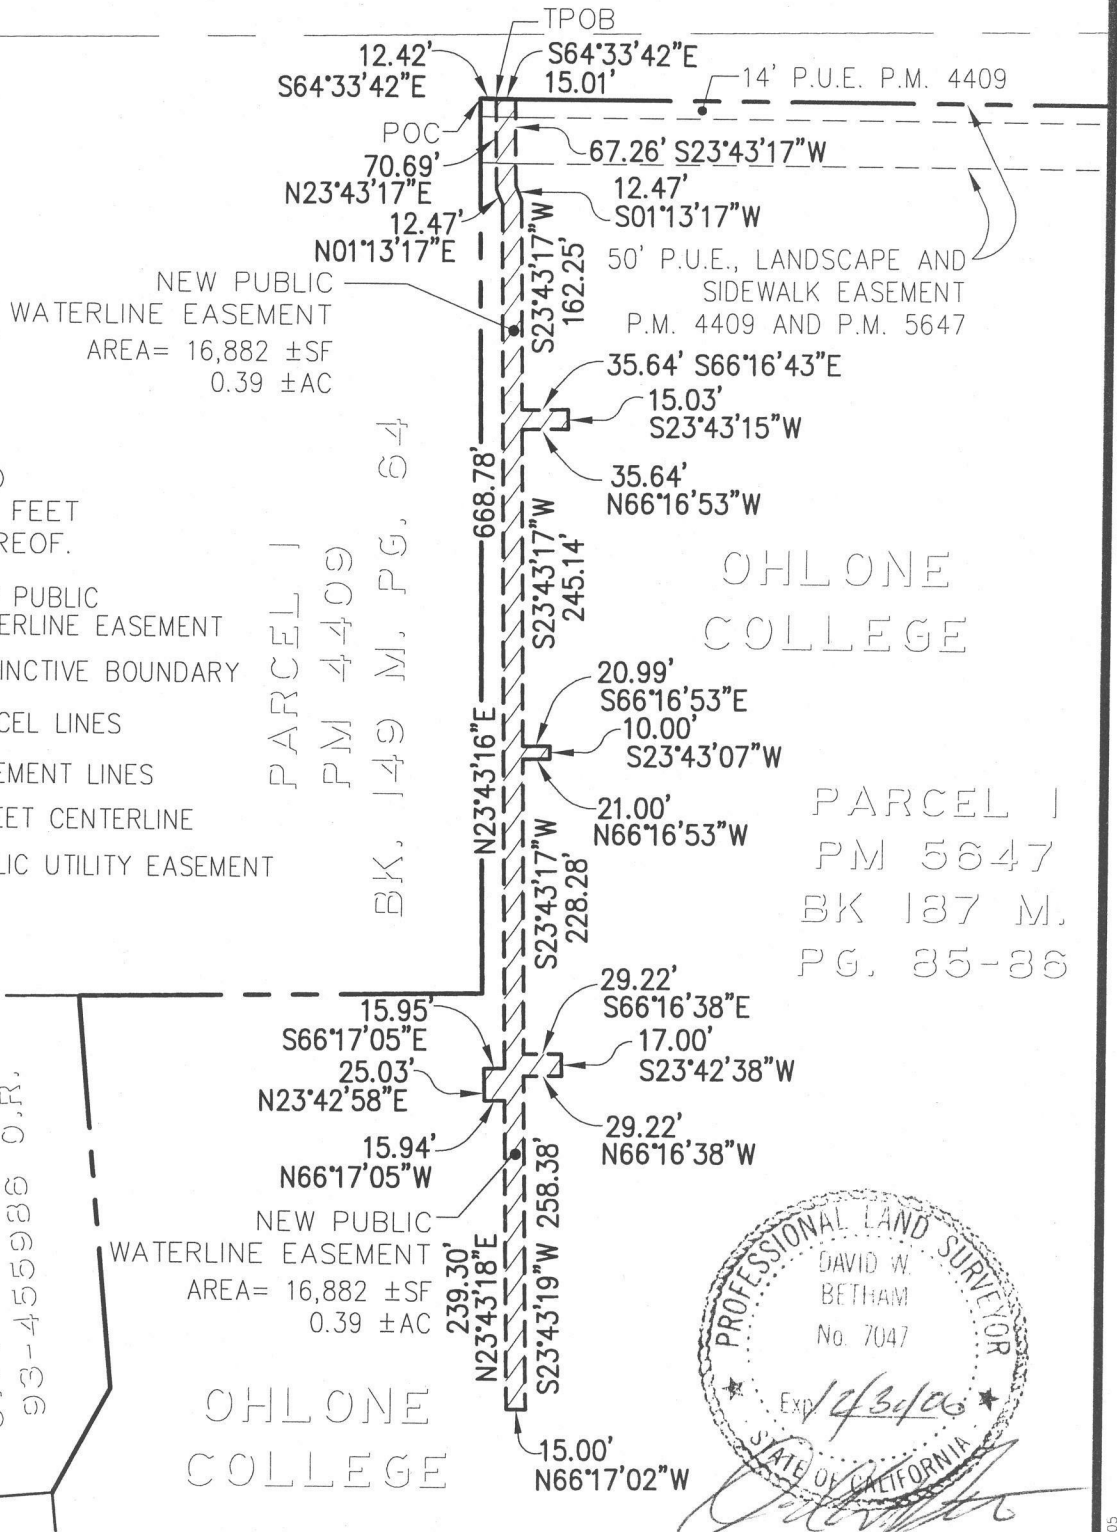 TPOB
12.42'
S64°33'42"E
S64°33'42"E
15.01'
14' P.U.E. P.M. 4409
POC
70.69'
N23°43'17"E
67.26' S23°43'17"W
12.47'
N01°13'17"E
12.47'
S01°13'17"W
S23°43'17"W
162.25'
50' P.U.E., LANDSCAPE AND
SIDEWALK EASEMENT
P.M. 4409 AND P.M. 5647
NEW PUBLIC
WATERLINE EASEMENT
AREA= 16,882 ±SF
0.39 ±AC
35.64' S66°16'43"E
15.03'
S23°43'15"W
35.64'
N66°16'53"W
668.78'
N23°43'16"E
S23°43'17"W
245.14'
FEET
REOF.
PUBLIC
ERLINE EASEMENT
INCTIVE BOUNDARY
CEL LINES
EMENT LINES
EET CENTERLINE
LIC UTILITY EASEMENT
PARCEL 1
PM 4409
BK. 149 M. PG. 64
OHLONE
COLLEGE
20.99'
S66°16'53"E
10.00'
S23°43'07"W
21.00'
N66°16'53"W
S23°43'17"W
228.28'
PARCEL 1
PM 5647
BK 187 M.
PG. 85-86
15.95'
S66°17'05"E
25.03'
N23°42'58"E
15.94'
N66°17'05"W
29.22'
S66°16'38"E
17.00'
S23°42'38"W
29.22'
N66°16'38"W
NEW PUBLIC
WATERLINE EASEMENT
AREA= 16,882 ±SF
0.39 ±AC
239.30'
N23°43'18"E
S23°43'19"W 258.38'
93-455986 O.R.
OHLONE
COLLEGE
15.00'
N66°17'02"W
PROFESSIONAL LAND SURVEYOR
DAVID W.
BETHAM
No. 7047
Exp 12/31/06
STATE OF CALIFORNIA
05